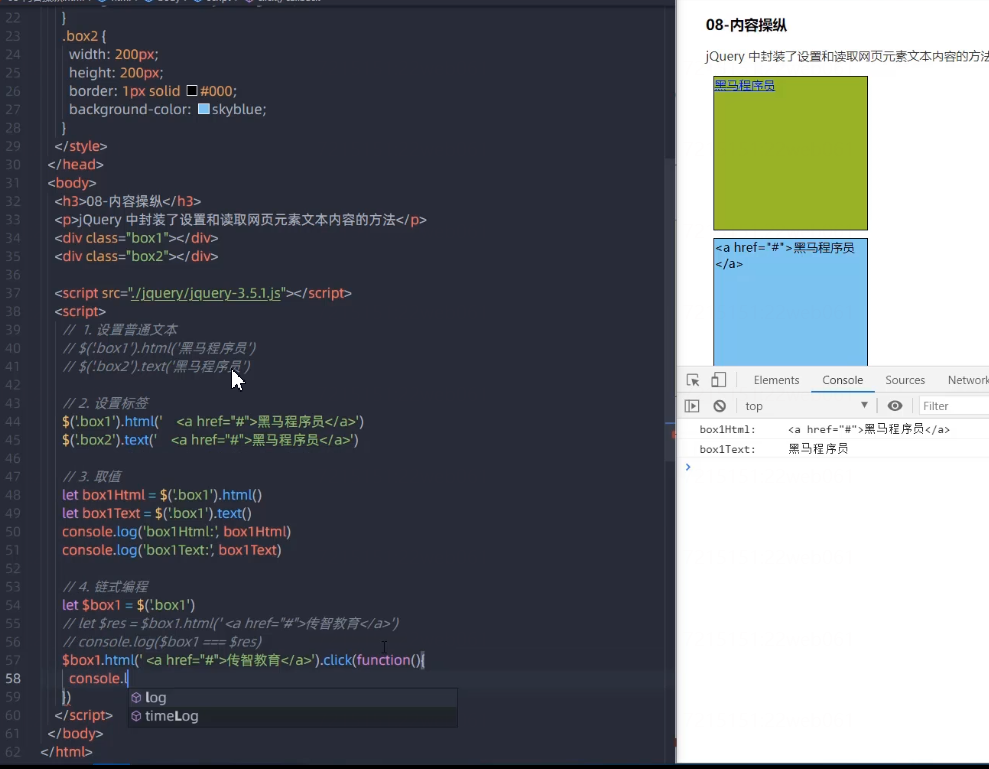 22 }
23 .box2 {
24 width: 200px;
25 height: 200px;
26 border: 1px solid #000;
27 background-color: skyblue;
28 }
29 </style>
30 </head>
31 <body>
32 <h3>08-内容操纵</h3>
33 <p>jQuery 中封装了设置和读取网页元素文本内容的方法</p>
34 <div class="box1"></div>
35 <div class="box2"></div>
36
37 <script src="./jquery/jquery-3.5.1.js"></script>
38 <script>
39 // 1. 设置普通文本
40 // $('.box1').html('黑马程序员')
41 // $('.box2').text('黑马程序员')
42
43 // 2. 设置标签
44 $('.box1').html('    <a href="#">黑马程序员</a>')
45 $('.box2').text('    <a href="#">黑马程序员</a>')
46
47 // 3. 取值
48 let box1Html = $('.box1').html()
49 let box1Text = $('.box1').text()
50 console.log('box1Html:', box1Html)
51 console.log('box1Text:', box1Text)
52
53 // 4. 链式编程
54 let $box1 = $('.box1')
55 // let $res = $box1.html(' <a href="#">传智教育</a>')
56 // console.log($box1 === $res)
57 $box1.html(' <a href="#">传智教育</a>').click(function(){
58 console.l
log
timeLog
59 })
60 </script>
61 </body>
62 </html>
08-内容操纵
jQuery 中封装了设置和读取网页元素文本内容的方法
黑马程序员
<a href="#">黑马程序员
</a>
Elements Console Sources Network
top Filter
box1Html:    <a href="#">黑马程序员</a>
box1Text:    黑马程序员